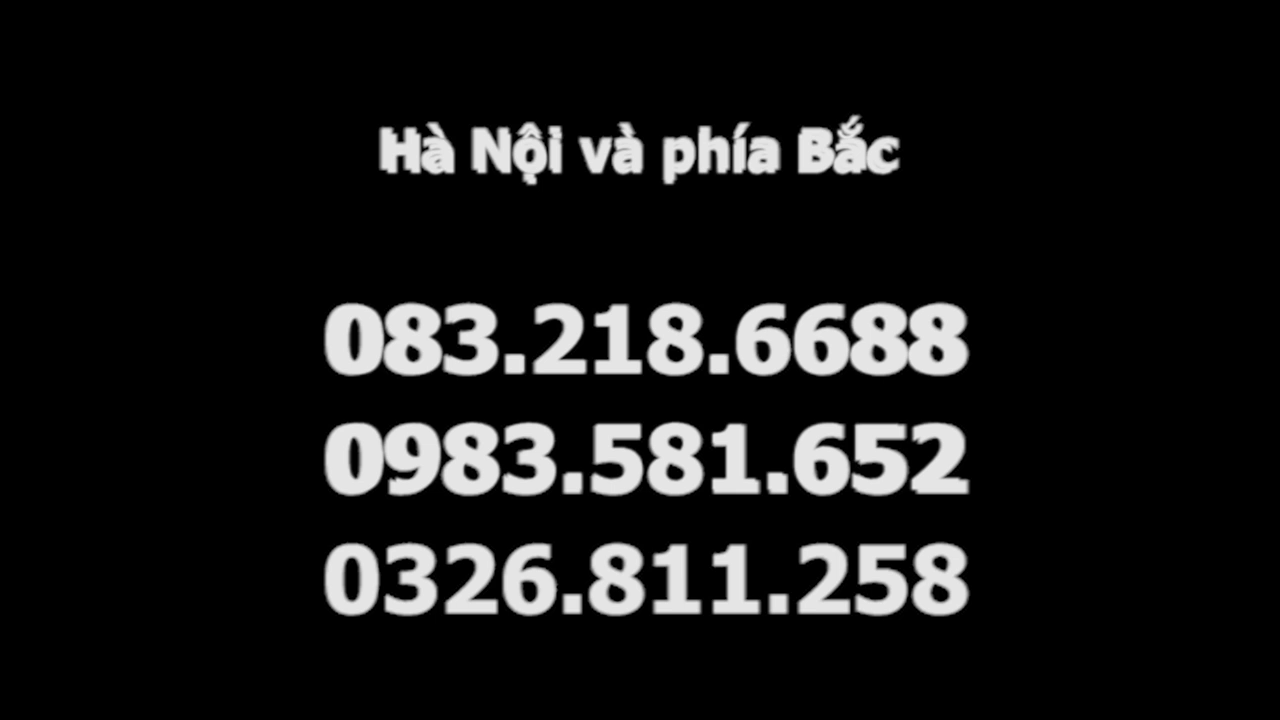 Hà Nội và phía Bắc
083.218.6688
0983.581.652
0326.811.258